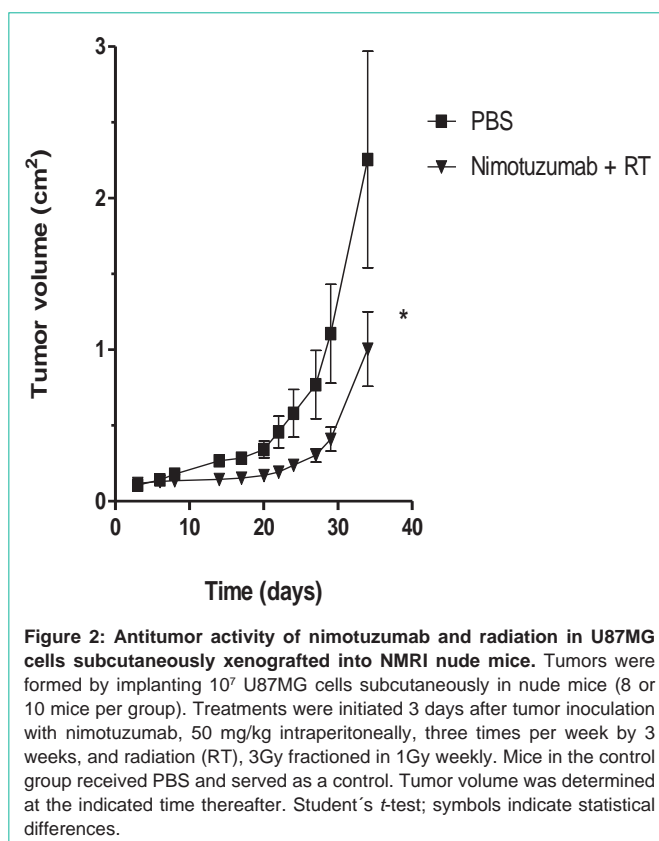 3
PBS
Nimotuzumab + RT
2
Tumor volume (cm²)
1
*
0
0 10 20 30 40
Time (days)
Figure 2: Antitumor activity of nimotuzumab and radiation in U87MG
cells subcutaneously xenografted into NMRI nude mice. Tumors were
formed by implanting 10⁷ U87MG cells subcutaneously in nude mice (8 or
10 mice per group). Treatments were initiated 3 days after tumor inoculation
with nimotuzumab, 50 mg/kg intraperitoneally, three times per week by 3
weeks, and radiation (RT), 3Gy fractioned in 1Gy weekly. Mice in the control
group received PBS and served as a control. Tumor volume was determined
at the indicated time thereafter. Student´s t-test; symbols indicate statistical
differences.